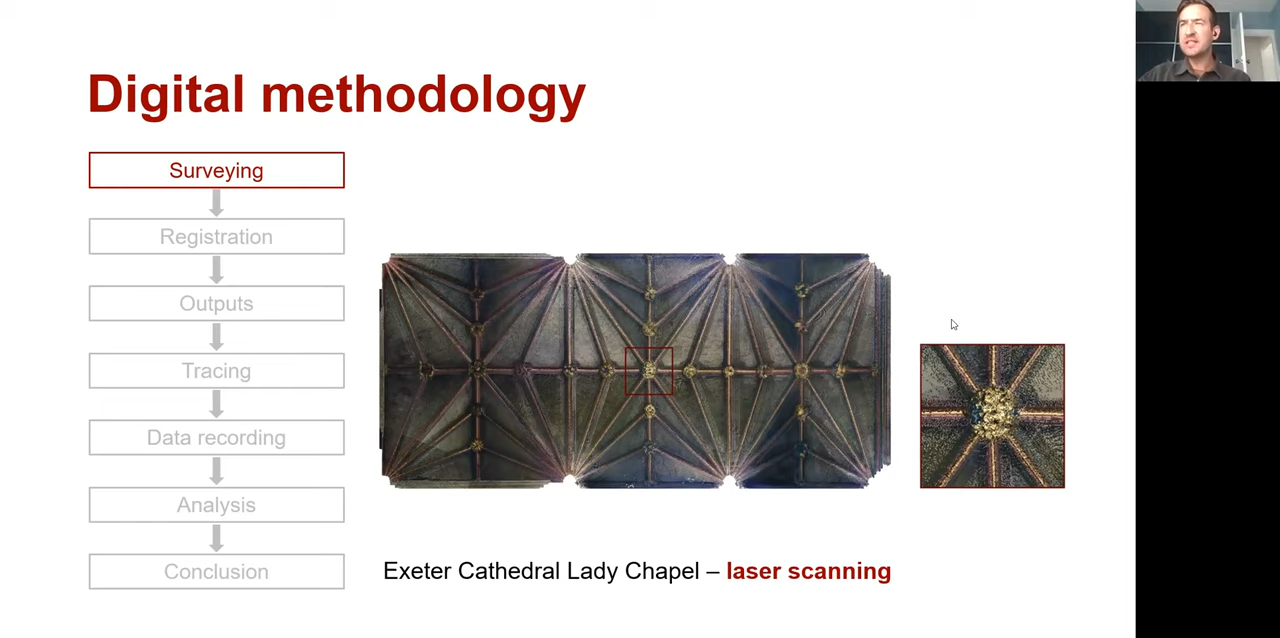 Digital methodology
Surveying
Registration
Outputs
Tracing
Data recording
Analysis
Conclusion
Exeter Cathedral Lady Chapel – laser scanning